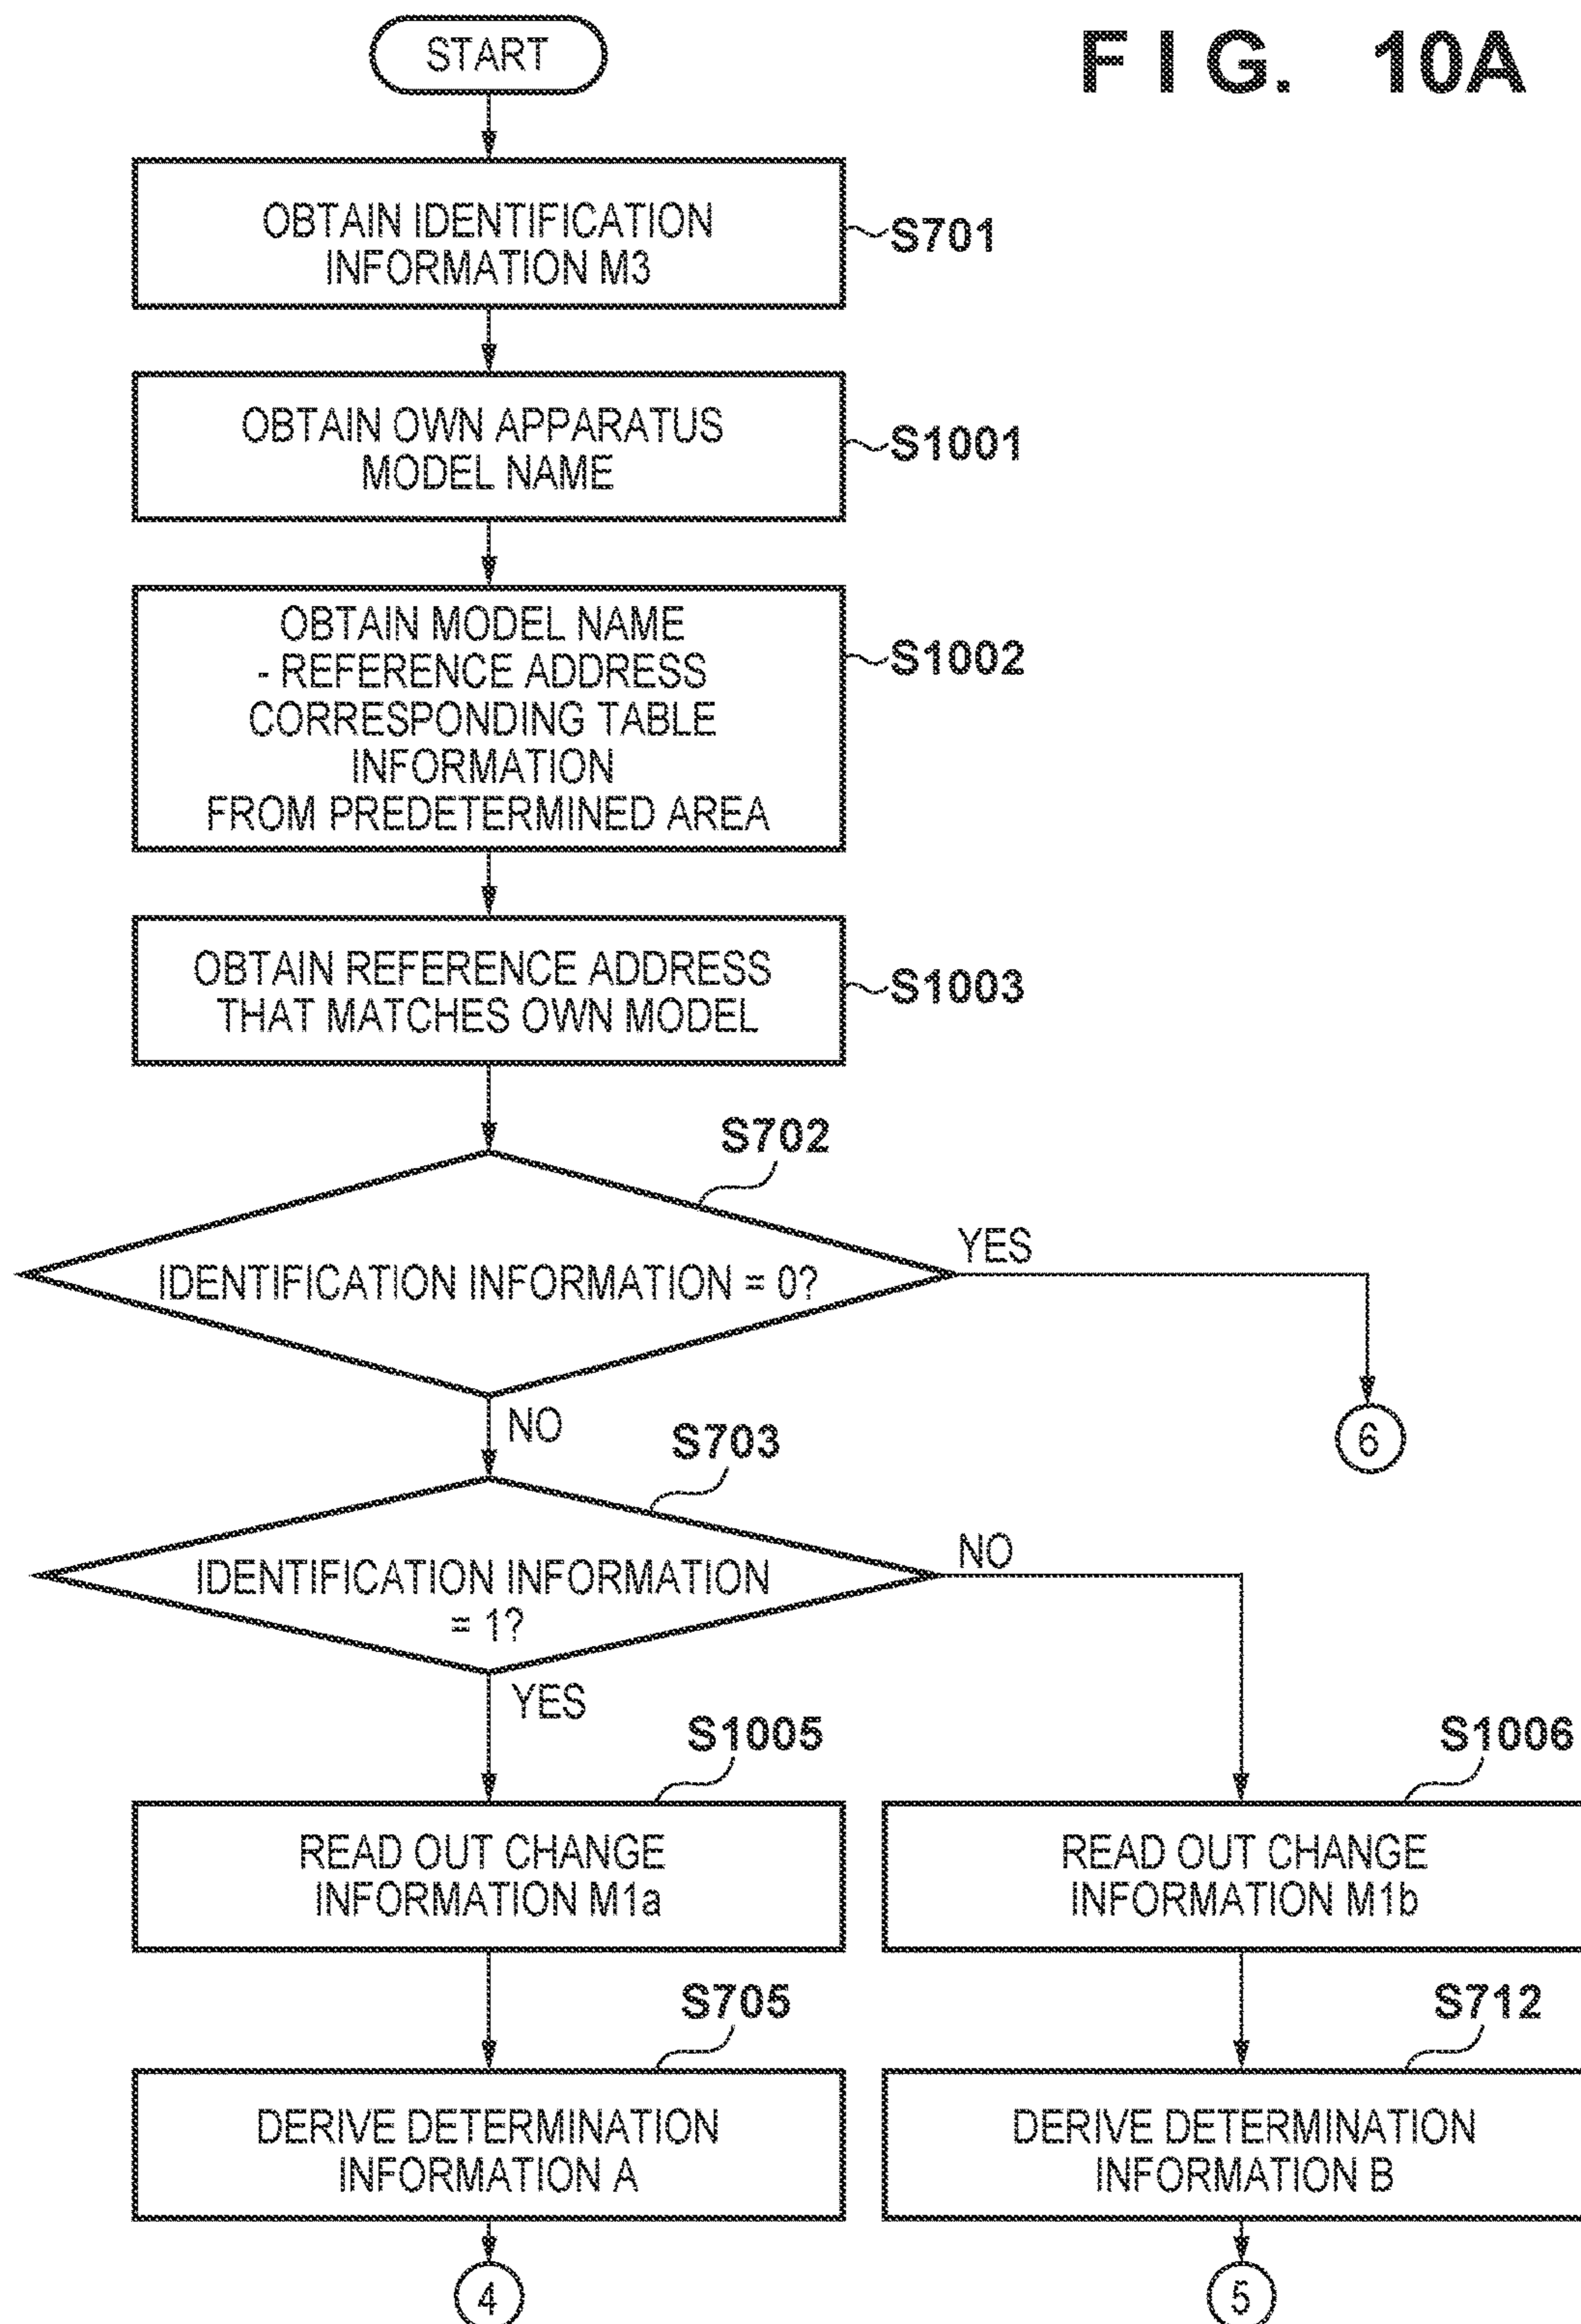 START
F I G. 10A
OBTAIN IDENTIFICATION
INFORMATION M3
S701
OBTAIN OWN APPARATUS
MODEL NAME
S1001
OBTAIN MODEL NAME
- REFERENCE ADDRESS
CORRESPONDING TABLE
INFORMATION
FROM PREDETERMINED AREA
S1002
OBTAIN REFERENCE ADDRESS
THAT MATCHES OWN MODEL
S1003
S702
IDENTIFICATION INFORMATION = 0?
YES
6
NO
S703
IDENTIFICATION INFORMATION
= 1?
NO
YES
S1005
S1006
READ OUT CHANGE
INFORMATION M1a
READ OUT CHANGE
INFORMATION M1b
S705
S712
DERIVE DETERMINATION
INFORMATION A
DERIVE DETERMINATION
INFORMATION B
4
5